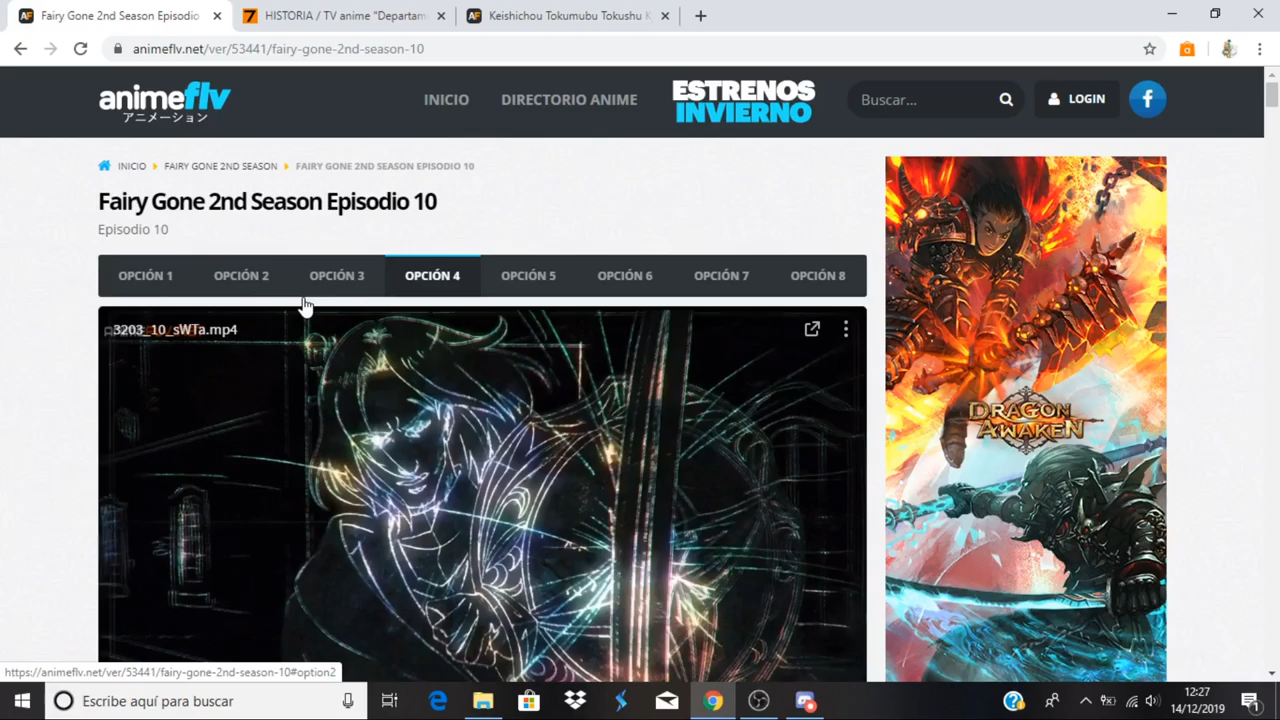 Fairy Gone 2nd Season Episodio
HISTORIA / TV anime "Departam
Keishichou Tokumubu Tokushu K
animeflv.net/ver/53441/fairy-gone-2nd-season-10
animeflv
アニメーション
INICIO
DIRECTORIO ANIME
ESTRENOS
INVIERNO
Buscar...
LOGIN
INICIO
FAIRY GONE 2ND SEASON
FAIRY GONE 2ND SEASON EPISODIO 10
Fairy Gone 2nd Season Episodio 10
Episodio 10
OPCIÓN 1
OPCIÓN 2
OPCIÓN 3
OPCIÓN 4
OPCIÓN 5
OPCIÓN 6
OPCIÓN 7
OPCIÓN 8
3203_10_sWTa.mp4
DRAGON
AWAKEN
https://animeflv.net/ver/53441/fairy-gone-2nd-season-10#option2
Escribe aquí para buscar
12:27
14/12/2019